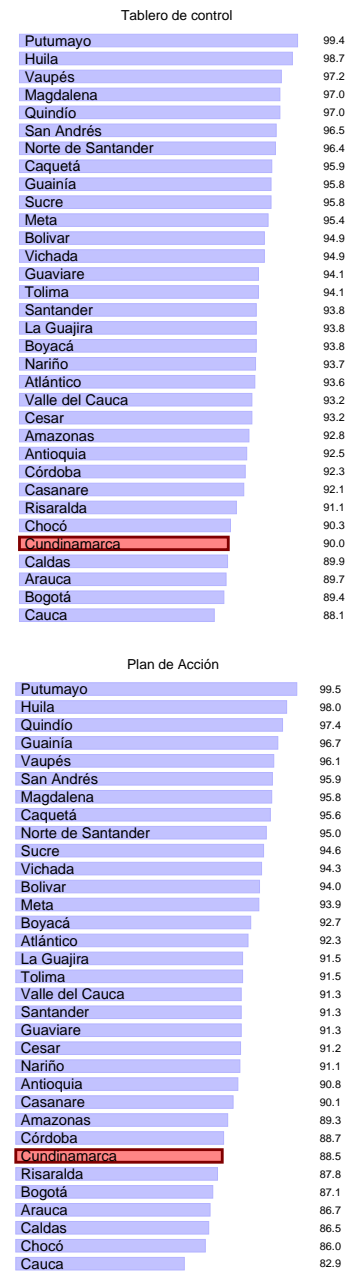 Tablero de control
Putumayo 99.4
Huila 98.7
Vaupés 97.2
Magdalena 97.0
Quindío 97.0
San Andrés 96.5
Norte de Santander 96.4
Caquetá 95.9
Guainía 95.8
Sucre 95.8
Meta 95.4
Bolivar 94.9
Vichada 94.9
Guaviare 94.1
Tolima 94.1
Santander 93.8
La Guajira 93.8
Boyacá 93.8
Nariño 93.7
Atlántico 93.6
Valle del Cauca 93.2
Cesar 93.2
Amazonas 92.8
Antioquia 92.5
Córdoba 92.3
Casanare 92.1
Risaralda 91.1
Chocó 90.3
Cundinamarca 90.0
Caldas 89.9
Arauca 89.7
Bogotá 89.4
Cauca 88.1
Plan de Acción
Putumayo 99.5
Huila 98.0
Quindío 97.4
Guainía 96.7
Vaupés 96.1
San Andrés 95.9
Magdalena 95.8
Caquetá 95.6
Norte de Santander 95.0
Sucre 94.6
Vichada 94.3
Bolivar 94.0
Meta 93.9
Boyacá 92.7
Atlántico 92.3
La Guajira 91.5
Tolima 91.5
Valle del Cauca 91.3
Santander 91.3
Guaviare 91.3
Cesar 91.2
Nariño 91.1
Antioquia 90.8
Casanare 90.1
Amazonas 89.3
Córdoba 88.7
Cundinamarca 88.5
Risaralda 87.8
Bogotá 87.1
Arauca 86.7
Caldas 86.5
Chocó 86.0
Cauca 82.9